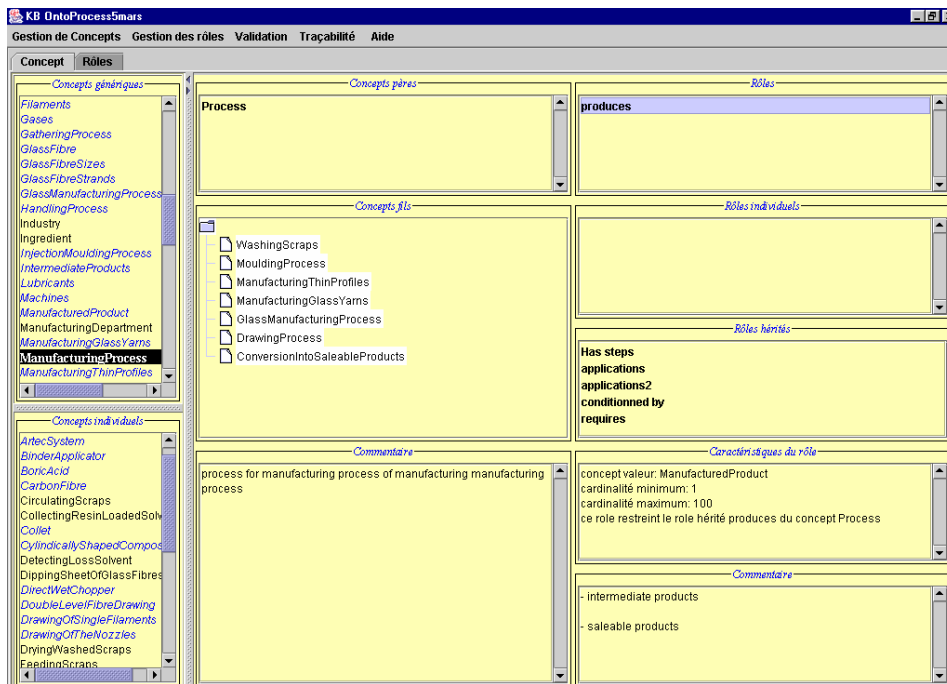 KB OntoProcess5mars
Gestion de Concepts Gestion des rôles Validation Traçabilité Aide
Concept Rôles
Concepts génériques
Filaments
Gases
GatheringProcess
GlassFibre
GlassFibreSizes
GlassFibreStrands
GlassManufacturingProcess
HandlingProcess
Industry
Ingredient
InjectionMouldingProcess
IntermediateProducts
Lubricants
Machines
ManufacturedProduct
ManufacturingDepartment
ManufacturingGlassYarns
ManufacturingProcess
ManufacturingThinProfiles
Concepts individuels
ArtecSystem
BinderApplicator
BoricAcid
CarbonFibre
CirculatingScraps
CollectingResinLoadedSolv
Collet
CylindicallyShapedCompos
DetectingLossSolvent
DippingSheetOfGlassFibres
DirectWetChopper
DoubleLevelFibreDrawing
DrawingOfSingleFilaments
DrawingOfTheNozzles
DryingWashedScraps
FeedingScraps
Concepts pères
Process
Concepts fils
WashingScraps
MouldingProcess
ManufacturingThinProfiles
ManufacturingGlassYarns
GlassManufacturingProcess
DrawingProcess
ConversionIntoSaleableProducts
Commentaire
process for manufacturing process of manufacturing manufacturing
process
Rôles
produces
Rôles individuels
Rôles hérités
Has steps
applications
applications2
conditionned by
requires
Caractéristiques du rôle
concept valeur: ManufacturedProduct
cardinalité minimum: 1
cardinalité maximum: 100
ce role restreint le role hérité produces du concept Process
Commentaire
- intermediate products
- saleable products